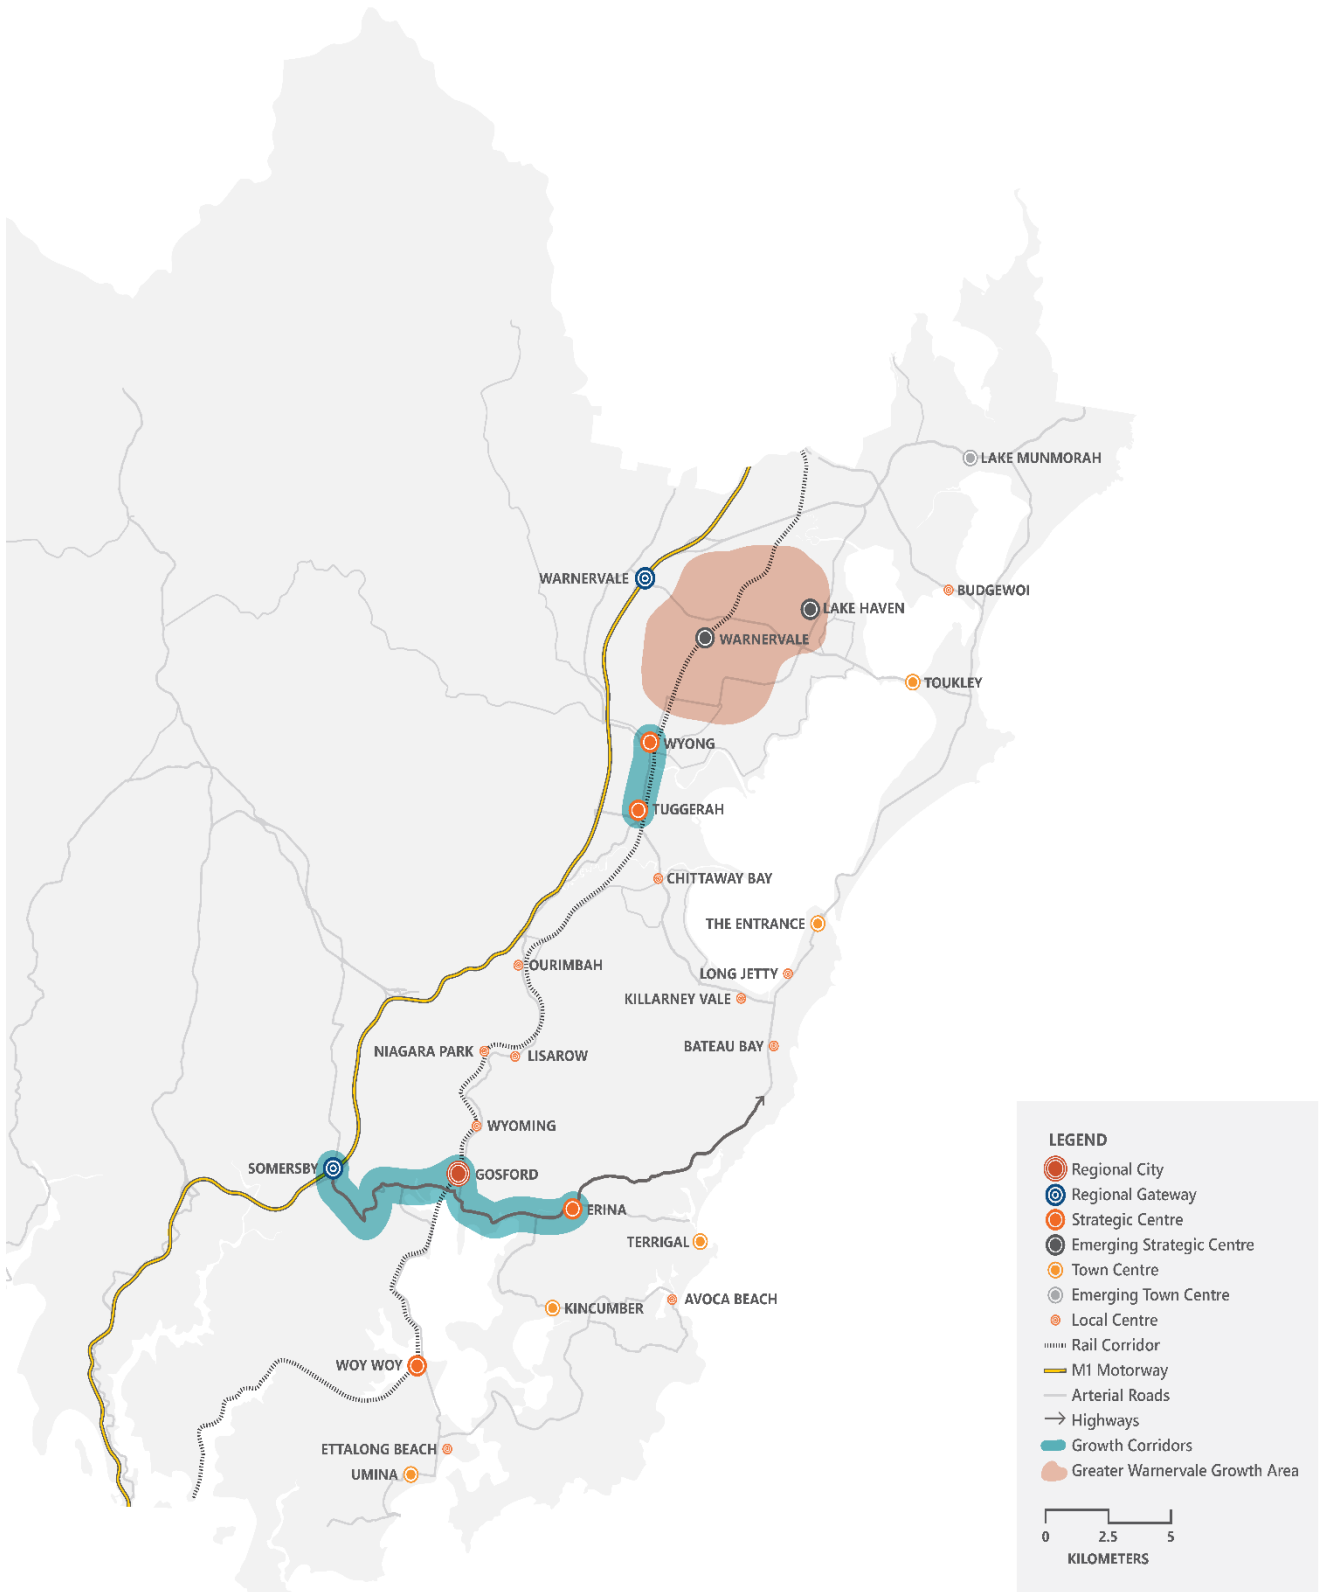 LAKE MUNMORAH
WARNERVALE
BUDGEWOI
LAKE HAVEN
WARNERVALE
TOUKLEY
WYONG
TUGGERAH
CHITTAWAY BAY
THE ENTRANCE
OURIMBAH
LONG JETTY
KILLARNEY VALE
BATEAU BAY
NIAGARA PARK
LISAROW
WYOMING
SOMERSBY
GOSFORD
ERINA
TERRIGAL
AVOCA BEACH
KINCUMBER
WOY WOY
ETTALONG BEACH
UMINA
LEGEND
Regional City
Regional Gateway
Strategic Centre
Emerging Strategic Centre
Town Centre
Emerging Town Centre
Local Centre
Rail Corridor
M1 Motorway
Arterial Roads
Highways
Growth Corridors
Greater Warnervale Growth Area
0 2.5 5
KILOMETERS